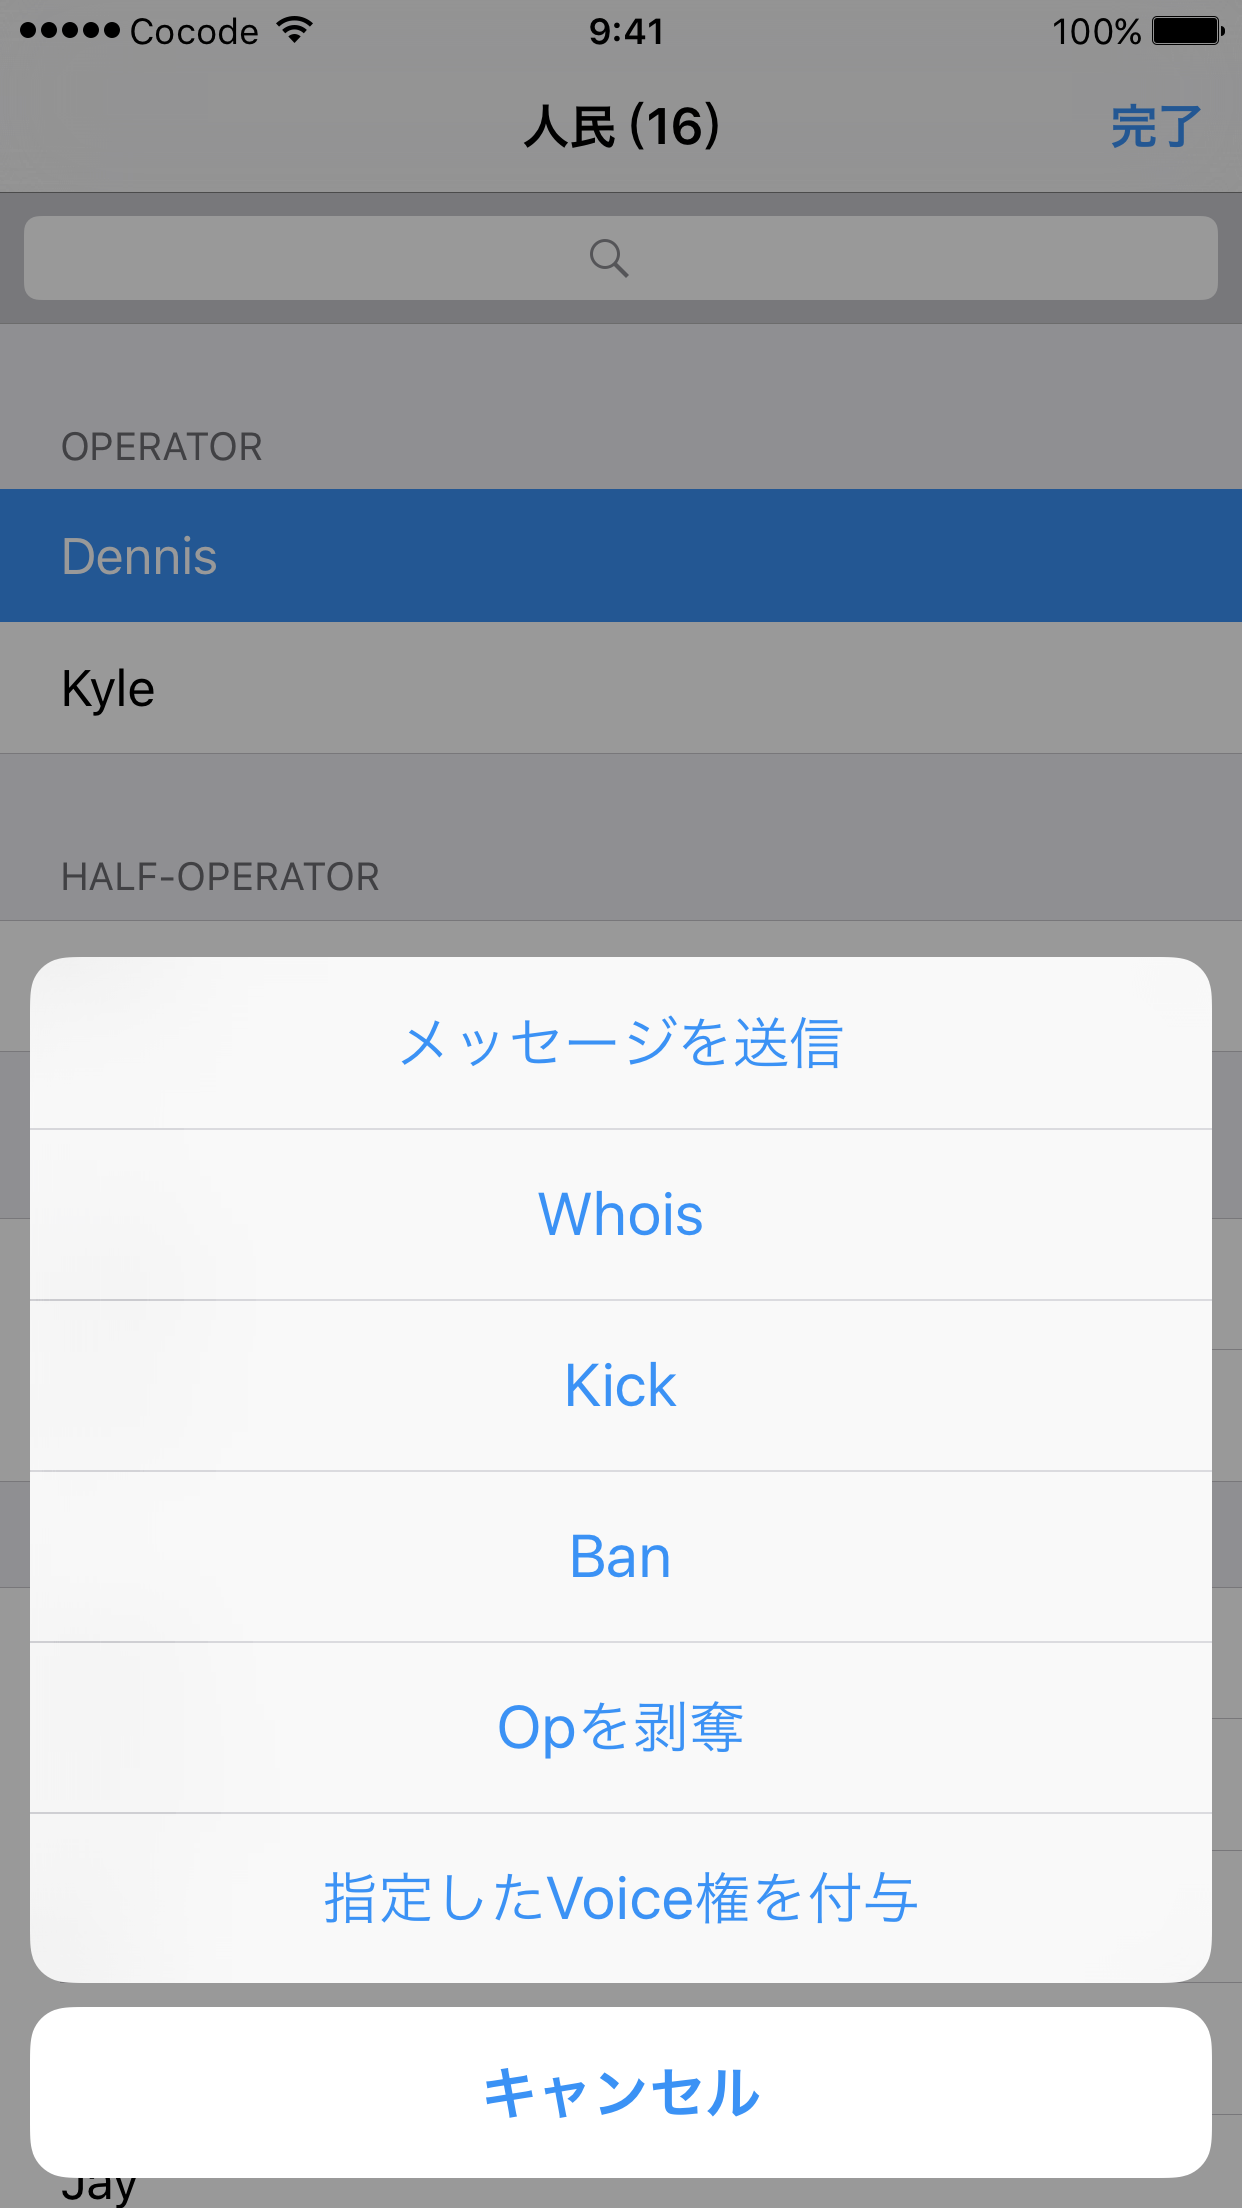 Cocode 9:41 100%
人民 (16) 完了
OPERATOR
Dennis
Kyle
HALF-OPERATOR
メッセージを送信
Whois
Kick
Ban
Opを剥奪
指定したVoice権を付与
キャンセル
Jay